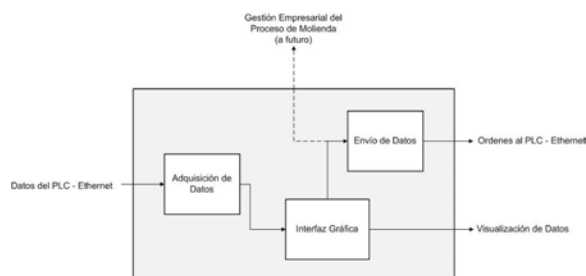 Gestión Empresarial del
Proceso de Molienda
(a futuro)
Envío de Datos
Ordenes al PLC - Ethernett
Adquisición de
Datos
Datos del PLC - Ethernet
Interfaz Gráfica
Visualización de Datos